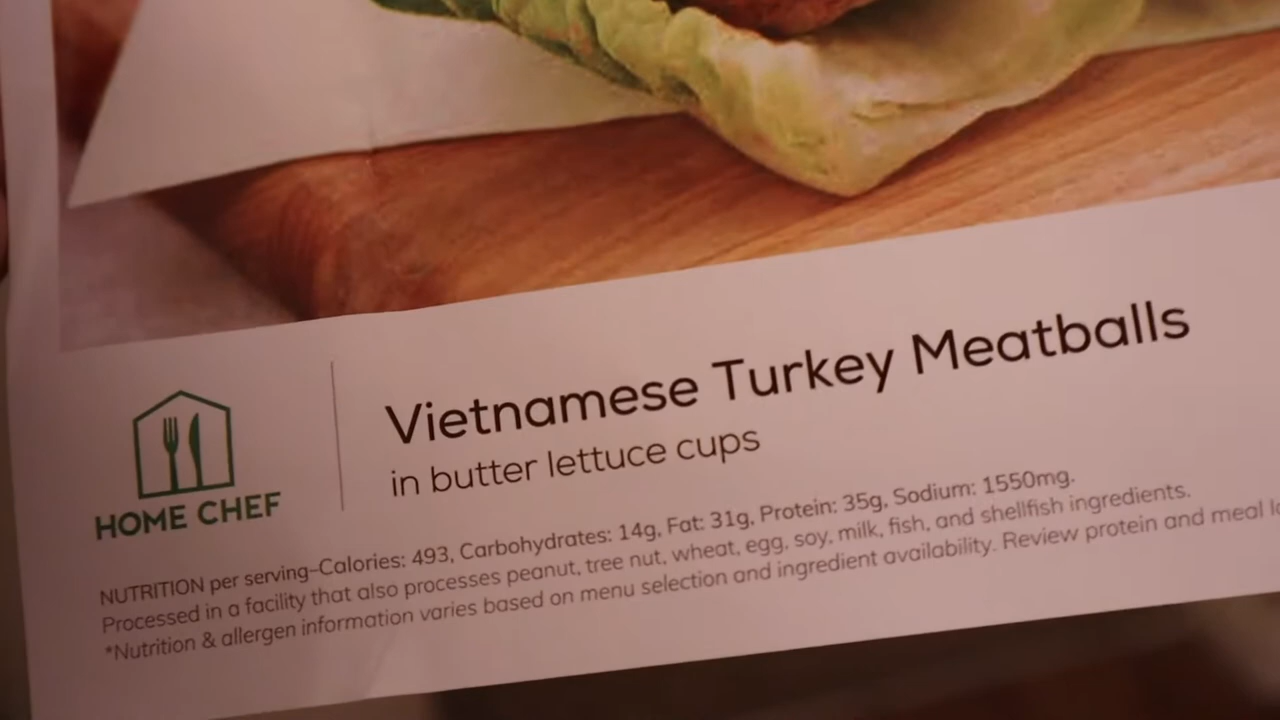 HOME CHEF
Vietnamese Turkey Meatballs
in butter lettuce cups
NUTRITION per serving–Calories: 493, Carbohydrates: 14g, Fat: 31g, Protein: 35g, Sodium: 1550mg.
Processed in a facility that also processes peanut, tree nut, wheat, egg, soy, milk, fish, and shellfish ingredients.
*Nutrition & allergen information varies based on menu selection and ingredient availability. Review protein and meal